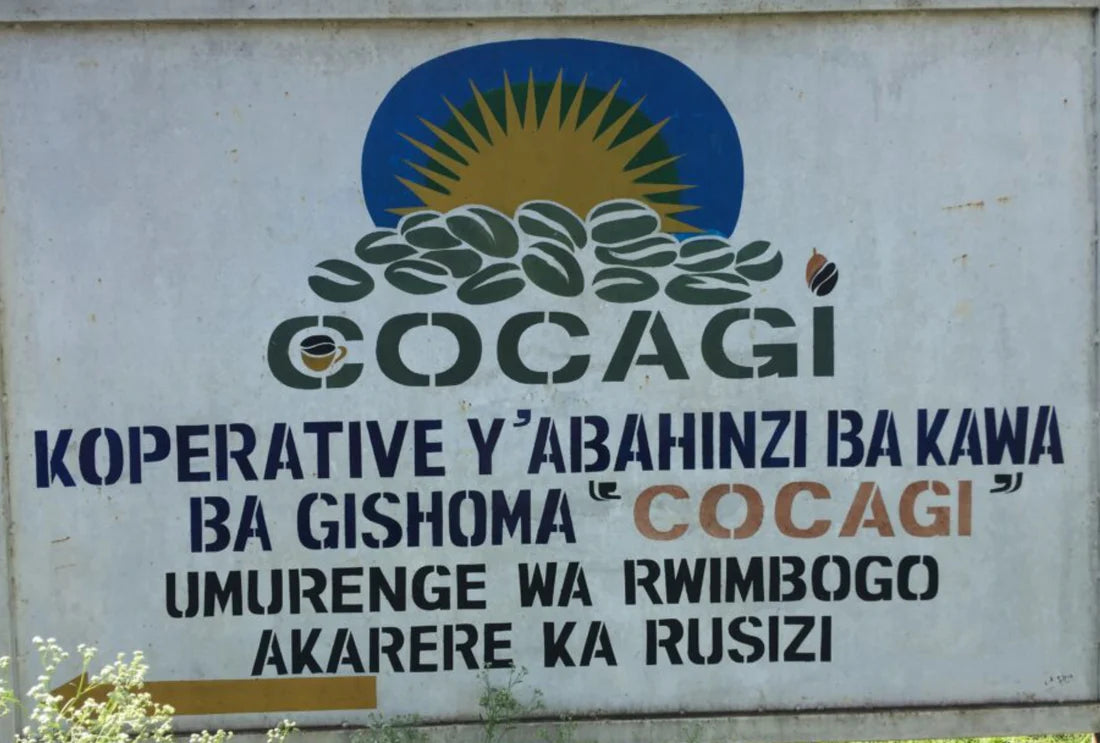 COCAGI
KOPERATIVE Y'ABAHINZI BA KAWA
BA GISHOMA "COCAGI"
UMURENGE WA RWIMBOGO
AKARERE KA RUSIZI